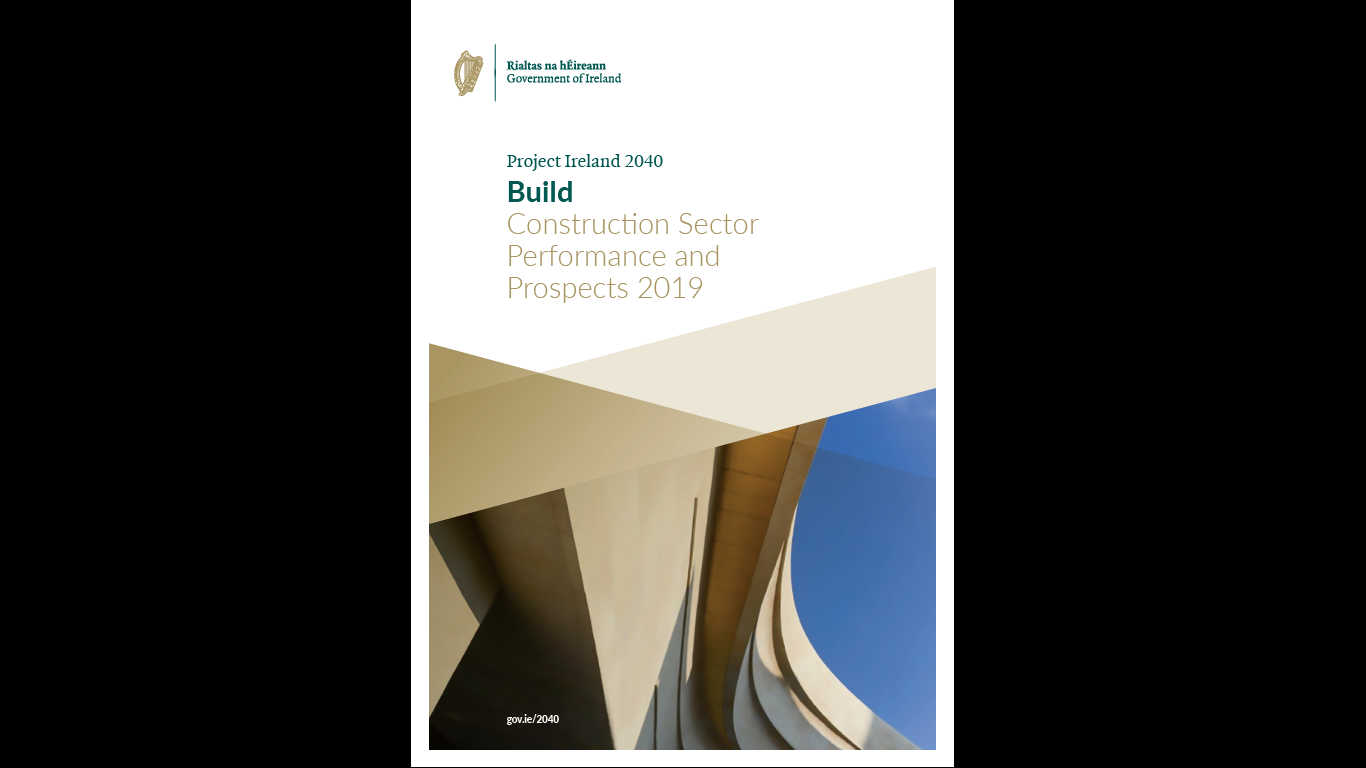 Rialtas na hÉireann
Government of Ireland
Project Ireland 2040
Build
Construction Sector
Performance and
Prospects 2019
gov.ie/2040